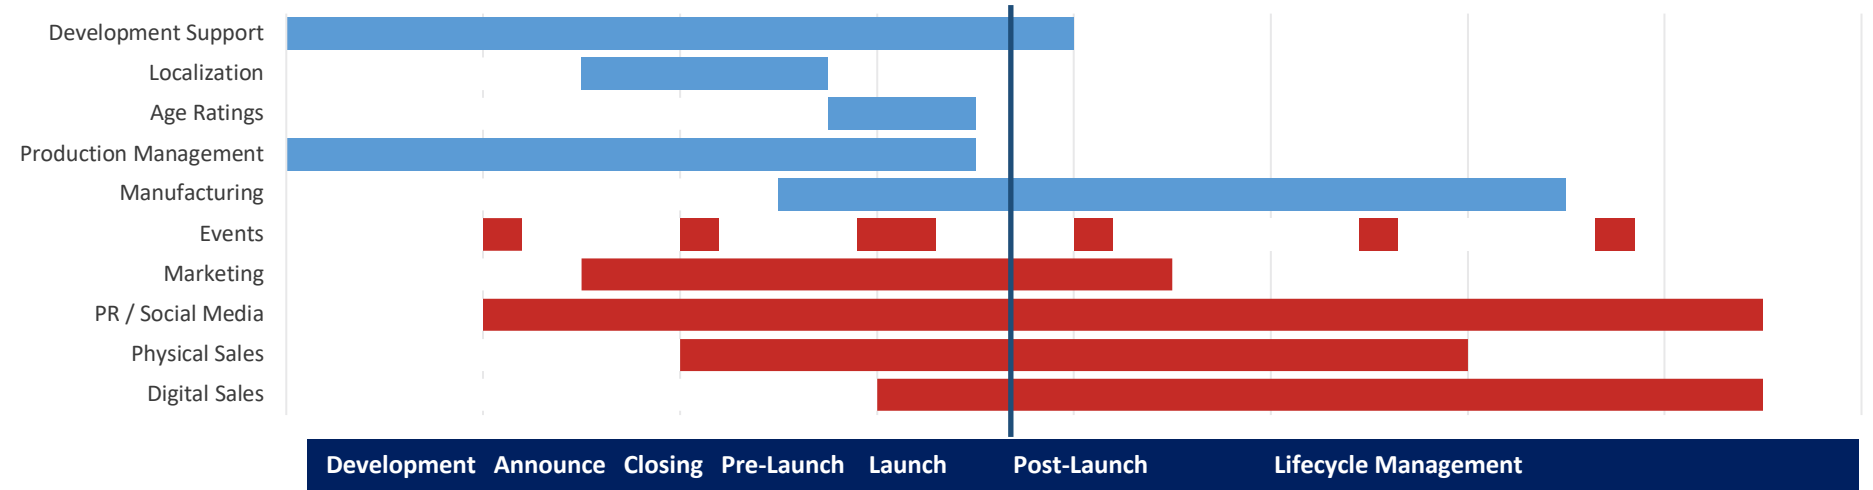 Development Support
Localization
Age Ratings
Production Management
Manufacturing
Events
Marketing
PR / Social Media
Physical Sales
Digital Sales
Development Announce Closing Pre-Launch Launch Post-Launch Lifecycle Management